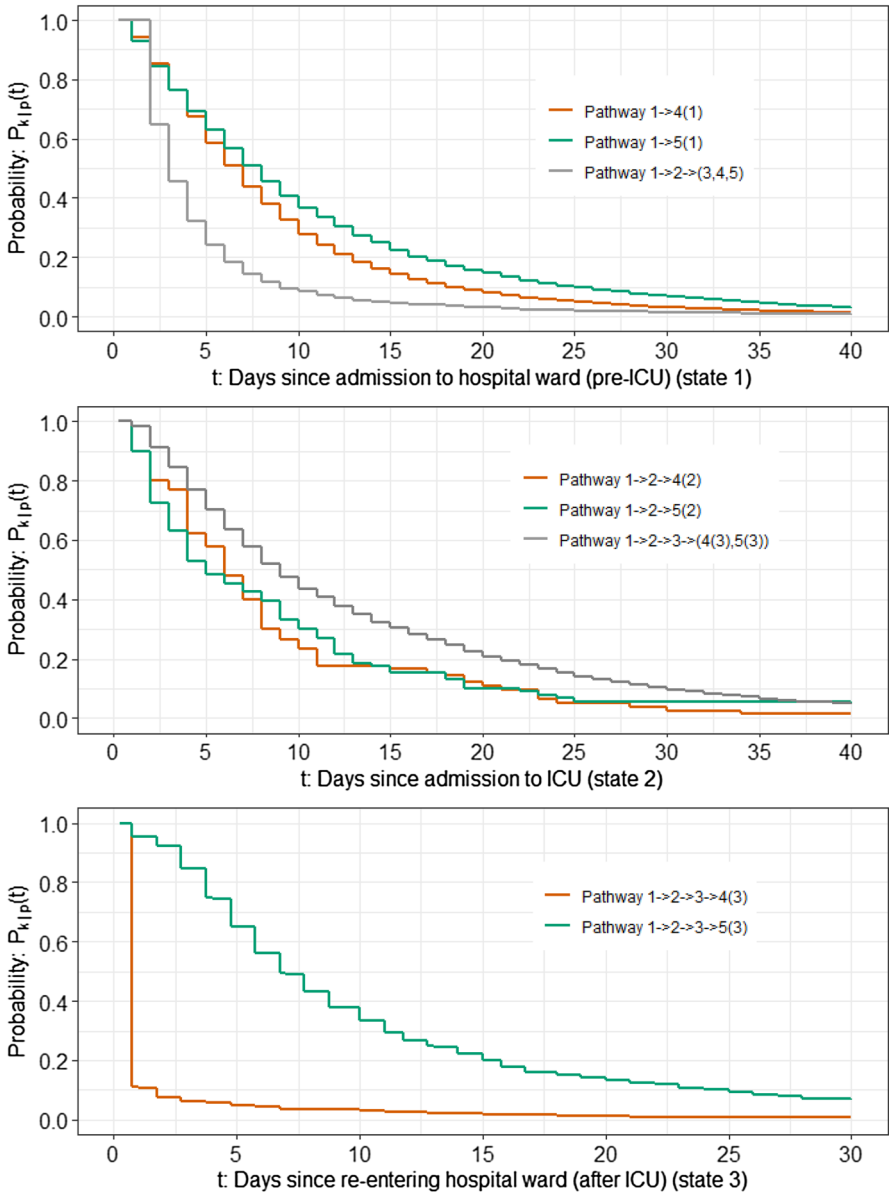 1.0
0.8
0.6
0.4
0.2
0.0
Probability: Pk|p(t)
Pathway 1->4(1)
Pathway 1->5(1)
Pathway 1->2->(3,4,5)
0 5 10 15 20 25 30 35 40
t: Days since admission to hospital ward (pre-ICU) (state 1)
1.0
0.8
0.6
0.4
0.2
0.0
Probability: Pk|p(t)
Pathway 1->2->4(2)
Pathway 1->2->5(2)
Pathway 1->2->3->(4(3),5(3))
0 5 10 15 20 25 30 35 40
t: Days since admission to ICU (state 2)
1.0
0.8
0.6
0.4
0.2
0.0
Probability: Pk|p(t)
Pathway 1->2->3->4(3)
Pathway 1->2->3->5(3)
0 5 10 15 20 25 30
t: Days since re-entering hospital ward (after ICU) (state 3)